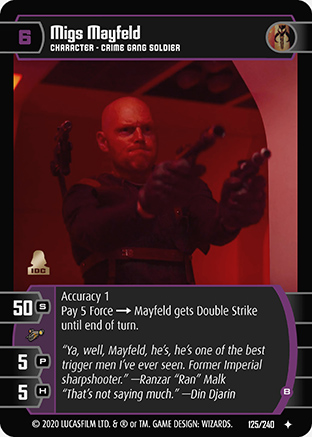 6
Migs Mayfeld
CHARACTER - CRIME GANG SOLDIER
IDC
50 S
5 P
5 H
Accuracy 1
Pay 5 Force → Mayfeld gets Double Strike
until end of turn.
“Ya, well, Mayfeld, he’s, he’s one of the best
trigger men I’ve ever seen. Former Imperial
sharpshooter.” —Ranzar “Ran” Malk
“That’s not saying much.” —Din Djarin
B
© 2020 LUCASFILM LTD. & ® OR TM. GAME DESIGN: WIZARDS. 125/240